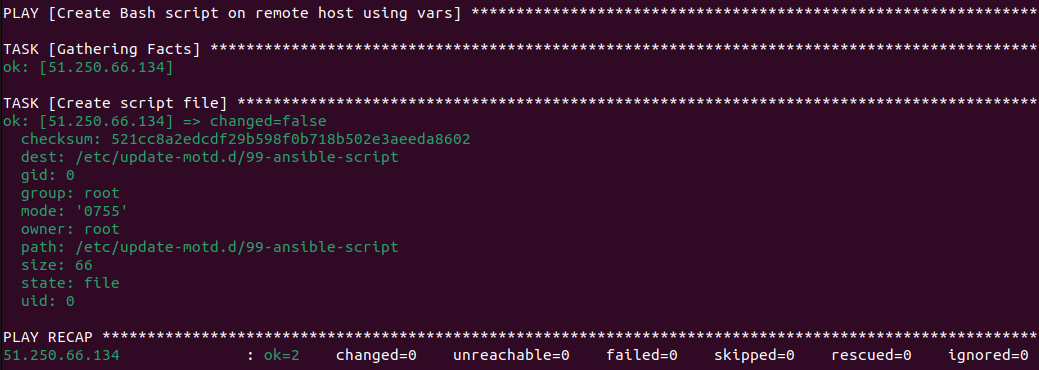 PLAY [Create Bash script on remote host using vars] ***************************************************************
TASK [Gathering Facts] ********************************************************************************************
ok: [51.250.66.134]
TASK [Create script file] *****************************************************************************************
ok: [51.250.66.134] => changed=false
  checksum: 521cc8a2edcdf29b598f0b718b502e3aeeda8602
  dest: /etc/update-motd.d/99-ansible-script
  gid: 0
  group: root
  mode: '0755'
  owner: root
  path: /etc/update-motd.d/99-ansible-script
  size: 66
  state: file
  uid: 0
PLAY RECAP ********************************************************************************************************
51.250.66.134              : ok=2    changed=0    unreachable=0    failed=0    skipped=0    rescued=0    ignored=0